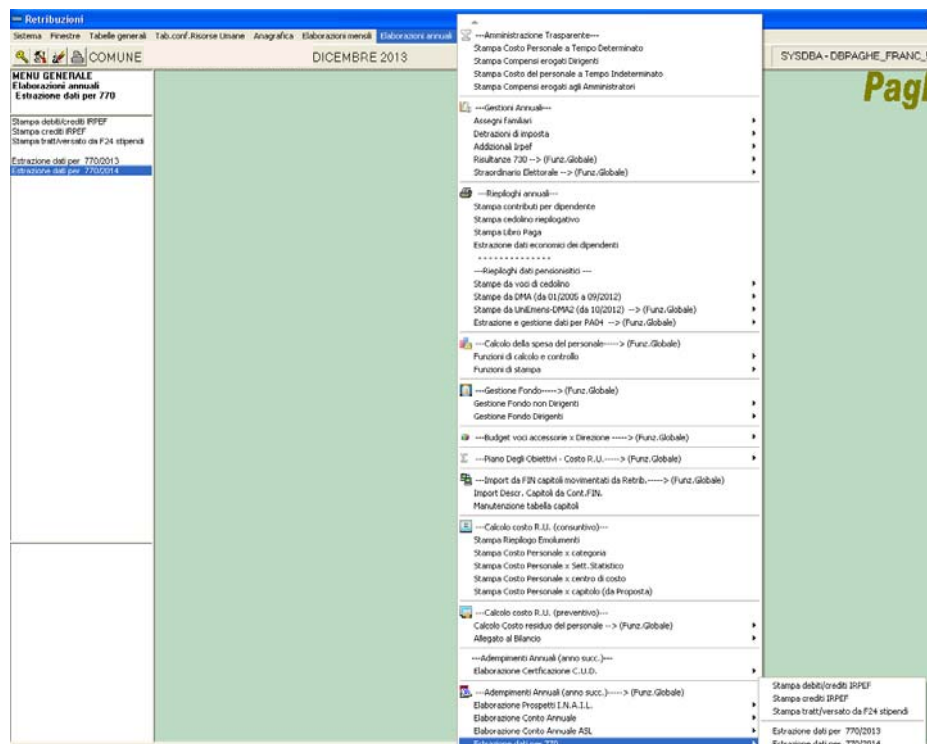 Retribuzioni
Sistema Finestre Tabelle generali Tab.conf.Risorse Umane Anagrafica Elaborazioni mensili Elaborazioni annuali
COMUNE DICEMBRE 2013 SYSDBA - DBPAGHE_FRANC_
MENU GENERALE
Elaborazioni annuali
Estrazione dati per 770
Stampa debiti/crediti IRPEF
Stampa crediti IRPEF
Stampa tratt/versato da F24 stipendi
Estrazione dati per 770/2013
Estrazione dati per 770/2014
Pagh
---Amministrazione Trasparente---
Stampa Costo Personale a Tempo Determinato
Stampa Compensi erogati Dirigenti
Stampa Costo del personale a Tempo Indeterminato
Stampa Compensi erogati agli Amministratori
---Gestioni Annuali---
Assegni familiari
Detrazioni di imposta
Addizionali Irpef
Risultanze 730 --> (Funz.Globale)
Straordinario Elettorale --> (Funz.Globale)
---Riepiloghi annuali---
Stampa contributi per dipendente
Stampa cedolino riepilogativo
Stampa Libro Paga
Estrazione dati economici dei dipendenti
- - - - - - - - - - - - - -
---Riepiloghi dati pensionisitici ---
Stampe da voci di cedolino
Stampe da DMA (da 01/2005 a 09/2012)
Stampe da UniEmens-DMA2 (da 10/2012) --> (Funz.Globale)
Estrazione e gestione dati per PA04 --> (Funz.Globale)
---Calcolo della spesa del personale-----> (Funz.Globale)
Funzioni di calcolo e controllo
Funzioni di stampa
---Gestione Fondo-----> (Funz.Globale)
Gestione Fondo non Dirigenti
Gestione Fondo Dirigenti
---Budget voci accessorie x Direzione -----> (Funz.Globale)
---Piano Degli Obiettivi - Costo R.U.-----> (Funz.Globale)
---Import da FIN capitoli movimentati da Retrib.-----> (Funz.Globale)
Import Descr. Capitoli da Cont.FIN.
Manutenzione tabella capitoli
---Calcolo costo R.U. (consuntivo)---
Stampa Riepilogo Emolumenti
Stampa Costo Personale x categoria
Stampa Costo Personale x Sett.Statistico
Stampa Costo Personale x centro di costo
Stampa Costo Personale x capitolo (da Proposta)
---Calcolo costo R.U. (preventivo)---
Calcolo Costo residuo del personale --> (Funz.Globale)
Allegato al Bilancio
---Adempimenti Annuali (anno succ.)---
Elaborazione Certificazione C.U.D.
---Adempimenti Annuali (anno succ.)-----> (Funz.Globale)
Elaborazione Prospetti I.N.A.I.L.
Elaborazione Conto Annuale
Elaborazione Conto Annuale ASL
Estrazione dati per 770
Stampa debiti/crediti IRPEF
Stampa crediti IRPEF
Stampa tratt/versato da F24 stipendi
Estrazione dati per 770/2013
Estrazione dati per 770/2014